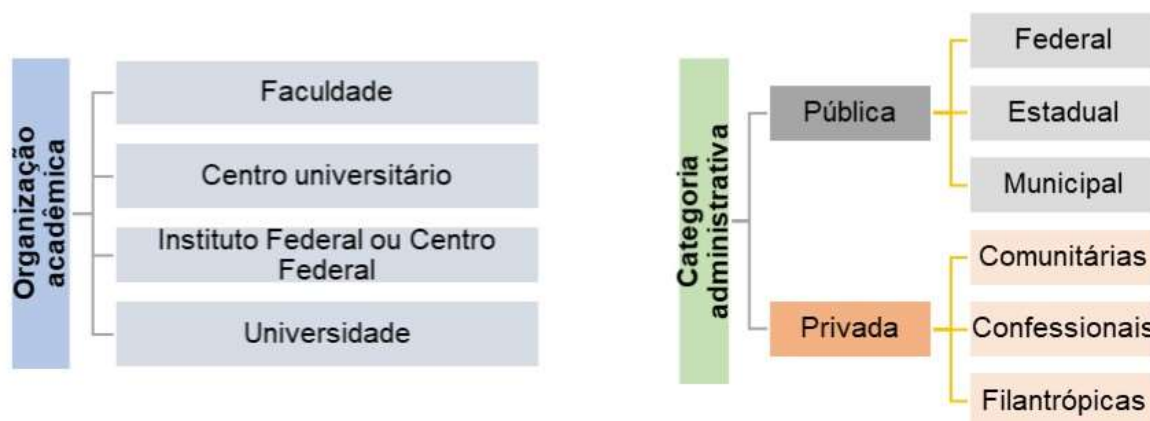 Organização
acadêmica
Faculdade
Centro universitário
Instituto Federal ou Centro
Federal
Universidade
Categoria
administrativa
Pública
Federal
Estadual
Municipal
Privada
Comunitárias
Confessionais
Filantrópicas